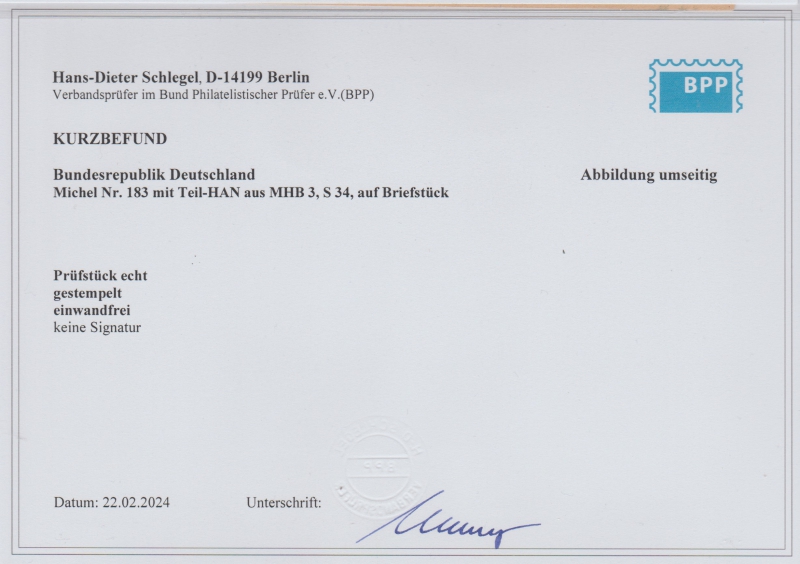 Hans-Dieter Schlegel, D-14199 Berlin
Verbandsprüfer im Bund Philatelistischer Prüfer e.V.(BPP)
BPP
KURZBEFUND
Bundesrepublik Deutschland
Abbildung umseitig
Michel Nr. 183 mit Teil-HAN aus MHB 3, S 34, auf Briefstück
Prüfstück echt
gestempelt
einwandfrei
keine Signatur
Datum: 22.02.2024
Unterschrift: